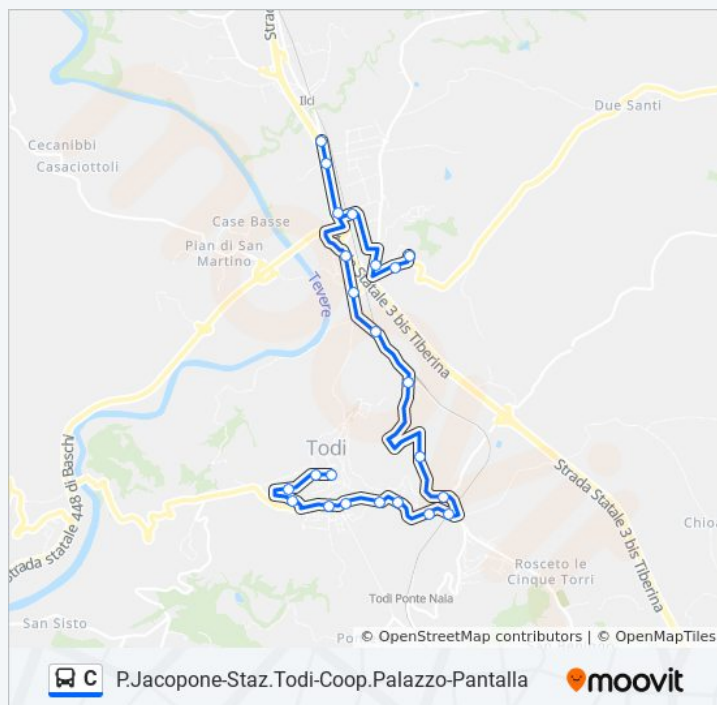 Strada
Ilci
Due Santi
Cecanibbi
Casaciottoli
Case Basse
Pian di San
Martino
Tevere
Statale 3 bis Tiberina
Todi
Strada statale 448 di Baschi
Strada Statale 3 bis Tiberina
Rosceto le
Cinque Torri
Todi Ponte Naia
San Sisto
© OpenStreetMap contributors | © OpenMapTiles
C P.Jacopone-Staz.Todi-Coop.Palazzo-Pantalla moovit